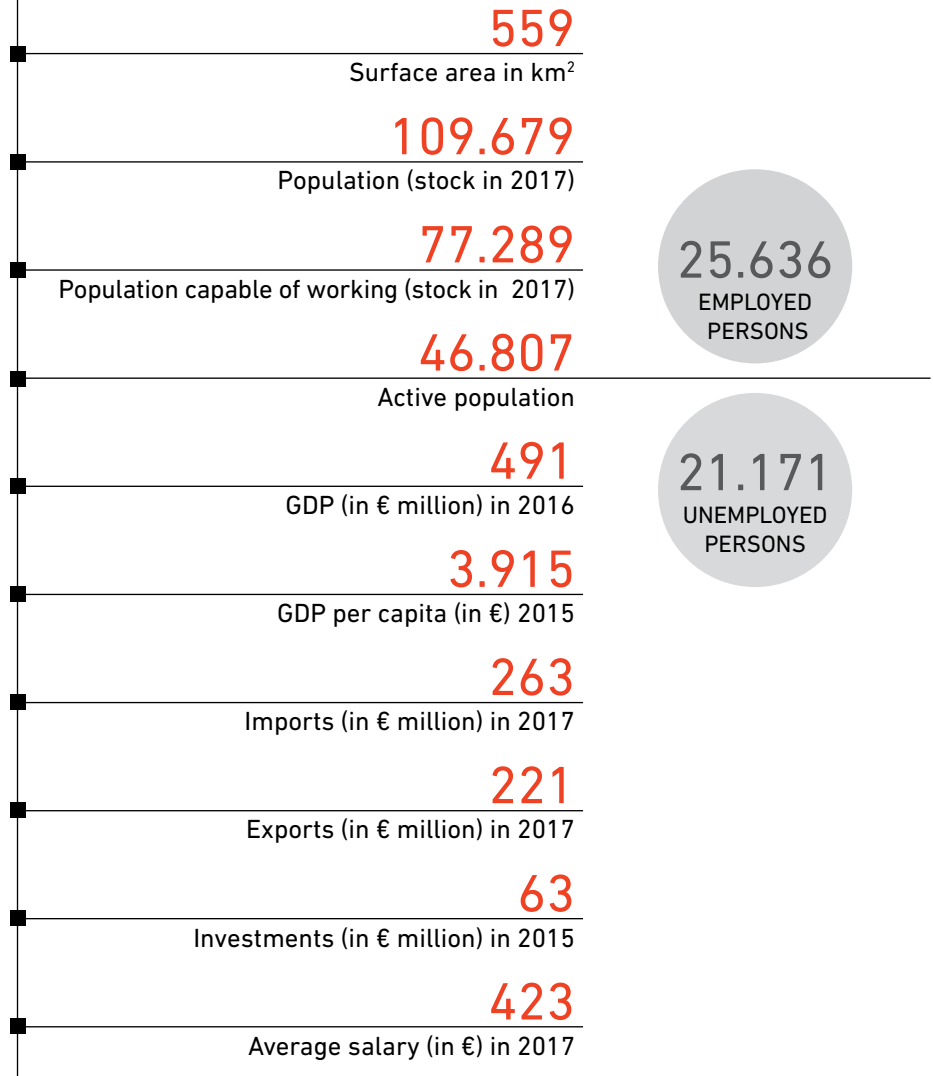 559
Surface area in km²
109.679
Population (stock in 2017)
77.289
Population capable of working (stock in 2017)
46.807
Active population
25.636
EMPLOYED
PERSONS
21.171
UNEMPLOYED
PERSONS
491
GDP (in € million) in 2016
3.915
GDP per capita (in €) 2015
263
Imports (in € million) in 2017
221
Exports (in € million) in 2017
63
Investments (in € million) in 2015
423
Average salary (in €) in 2017